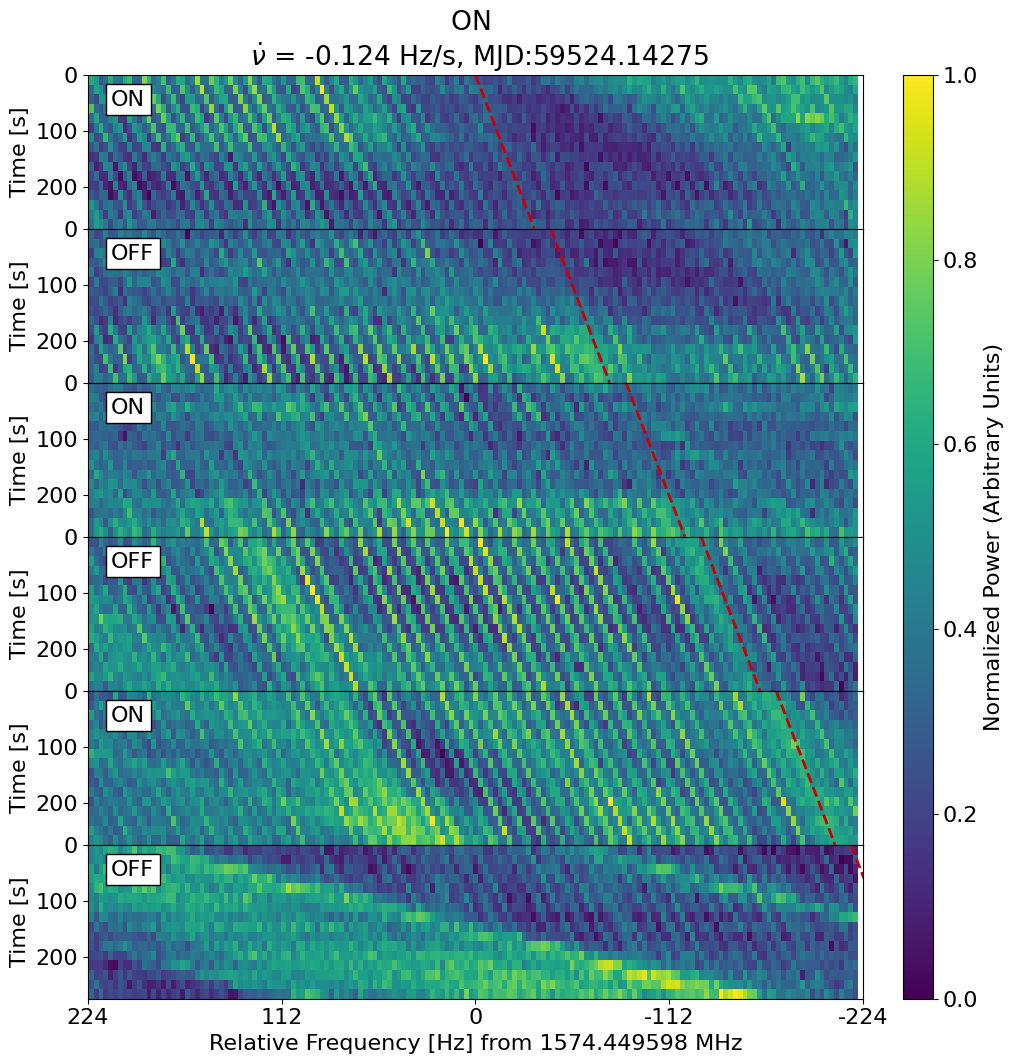 ON
ν̇ = -0.124 Hz/s, MJD:59524.14275
0
ON
Time [s]
100
200
0
OFF
Time [s]
100
200
0
ON
Time [s]
100
200
0
OFF
Time [s]
100
200
0
ON
Time [s]
100
200
0
OFF
Time [s]
100
200
224
112
0
-112
-224
Relative Frequency [Hz] from 1574.449598 MHz
1.0
0.8
0.6
0.4
0.2
0.0
Normalized Power (Arbitrary Units)